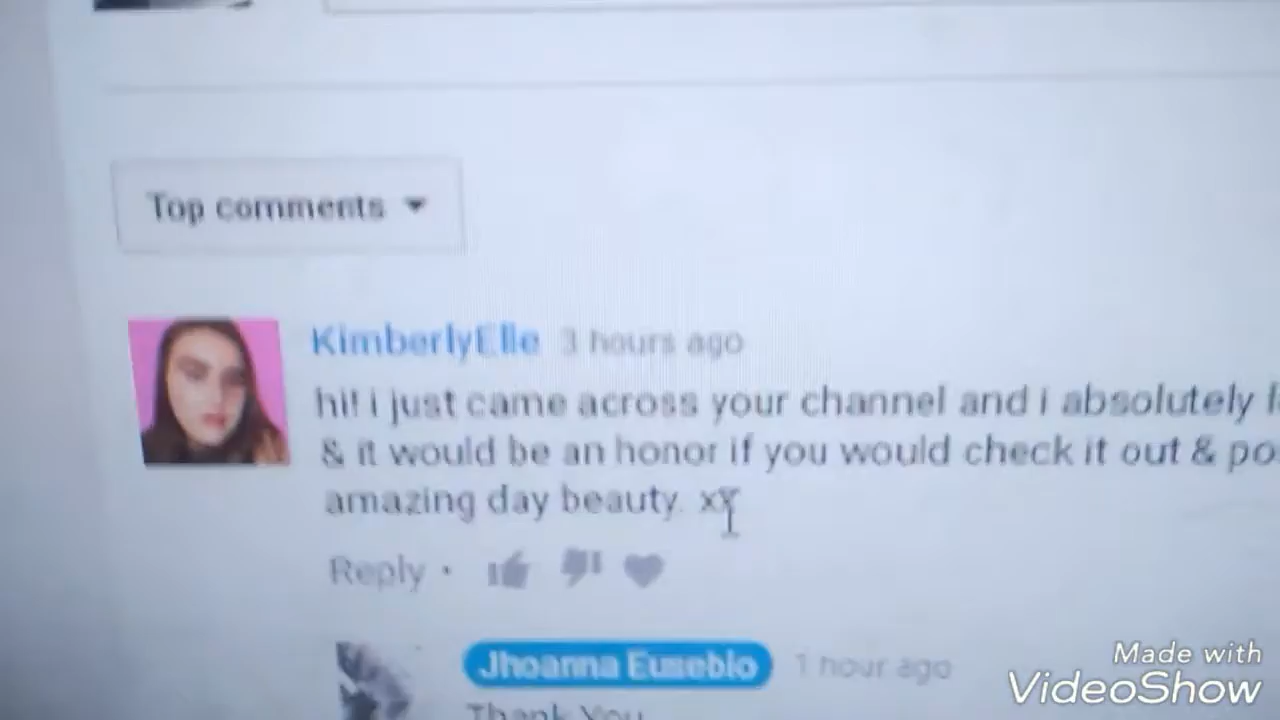 Top comments
KimberlyElle 3 hours ago
hi! i just came across your channel and i absolutely
& it would be an honor if you would check it out &
amazing day beauty. xx
Reply •
Jhoanna Eusebio 1 hour ago
Thank You
Made with
VideoShow